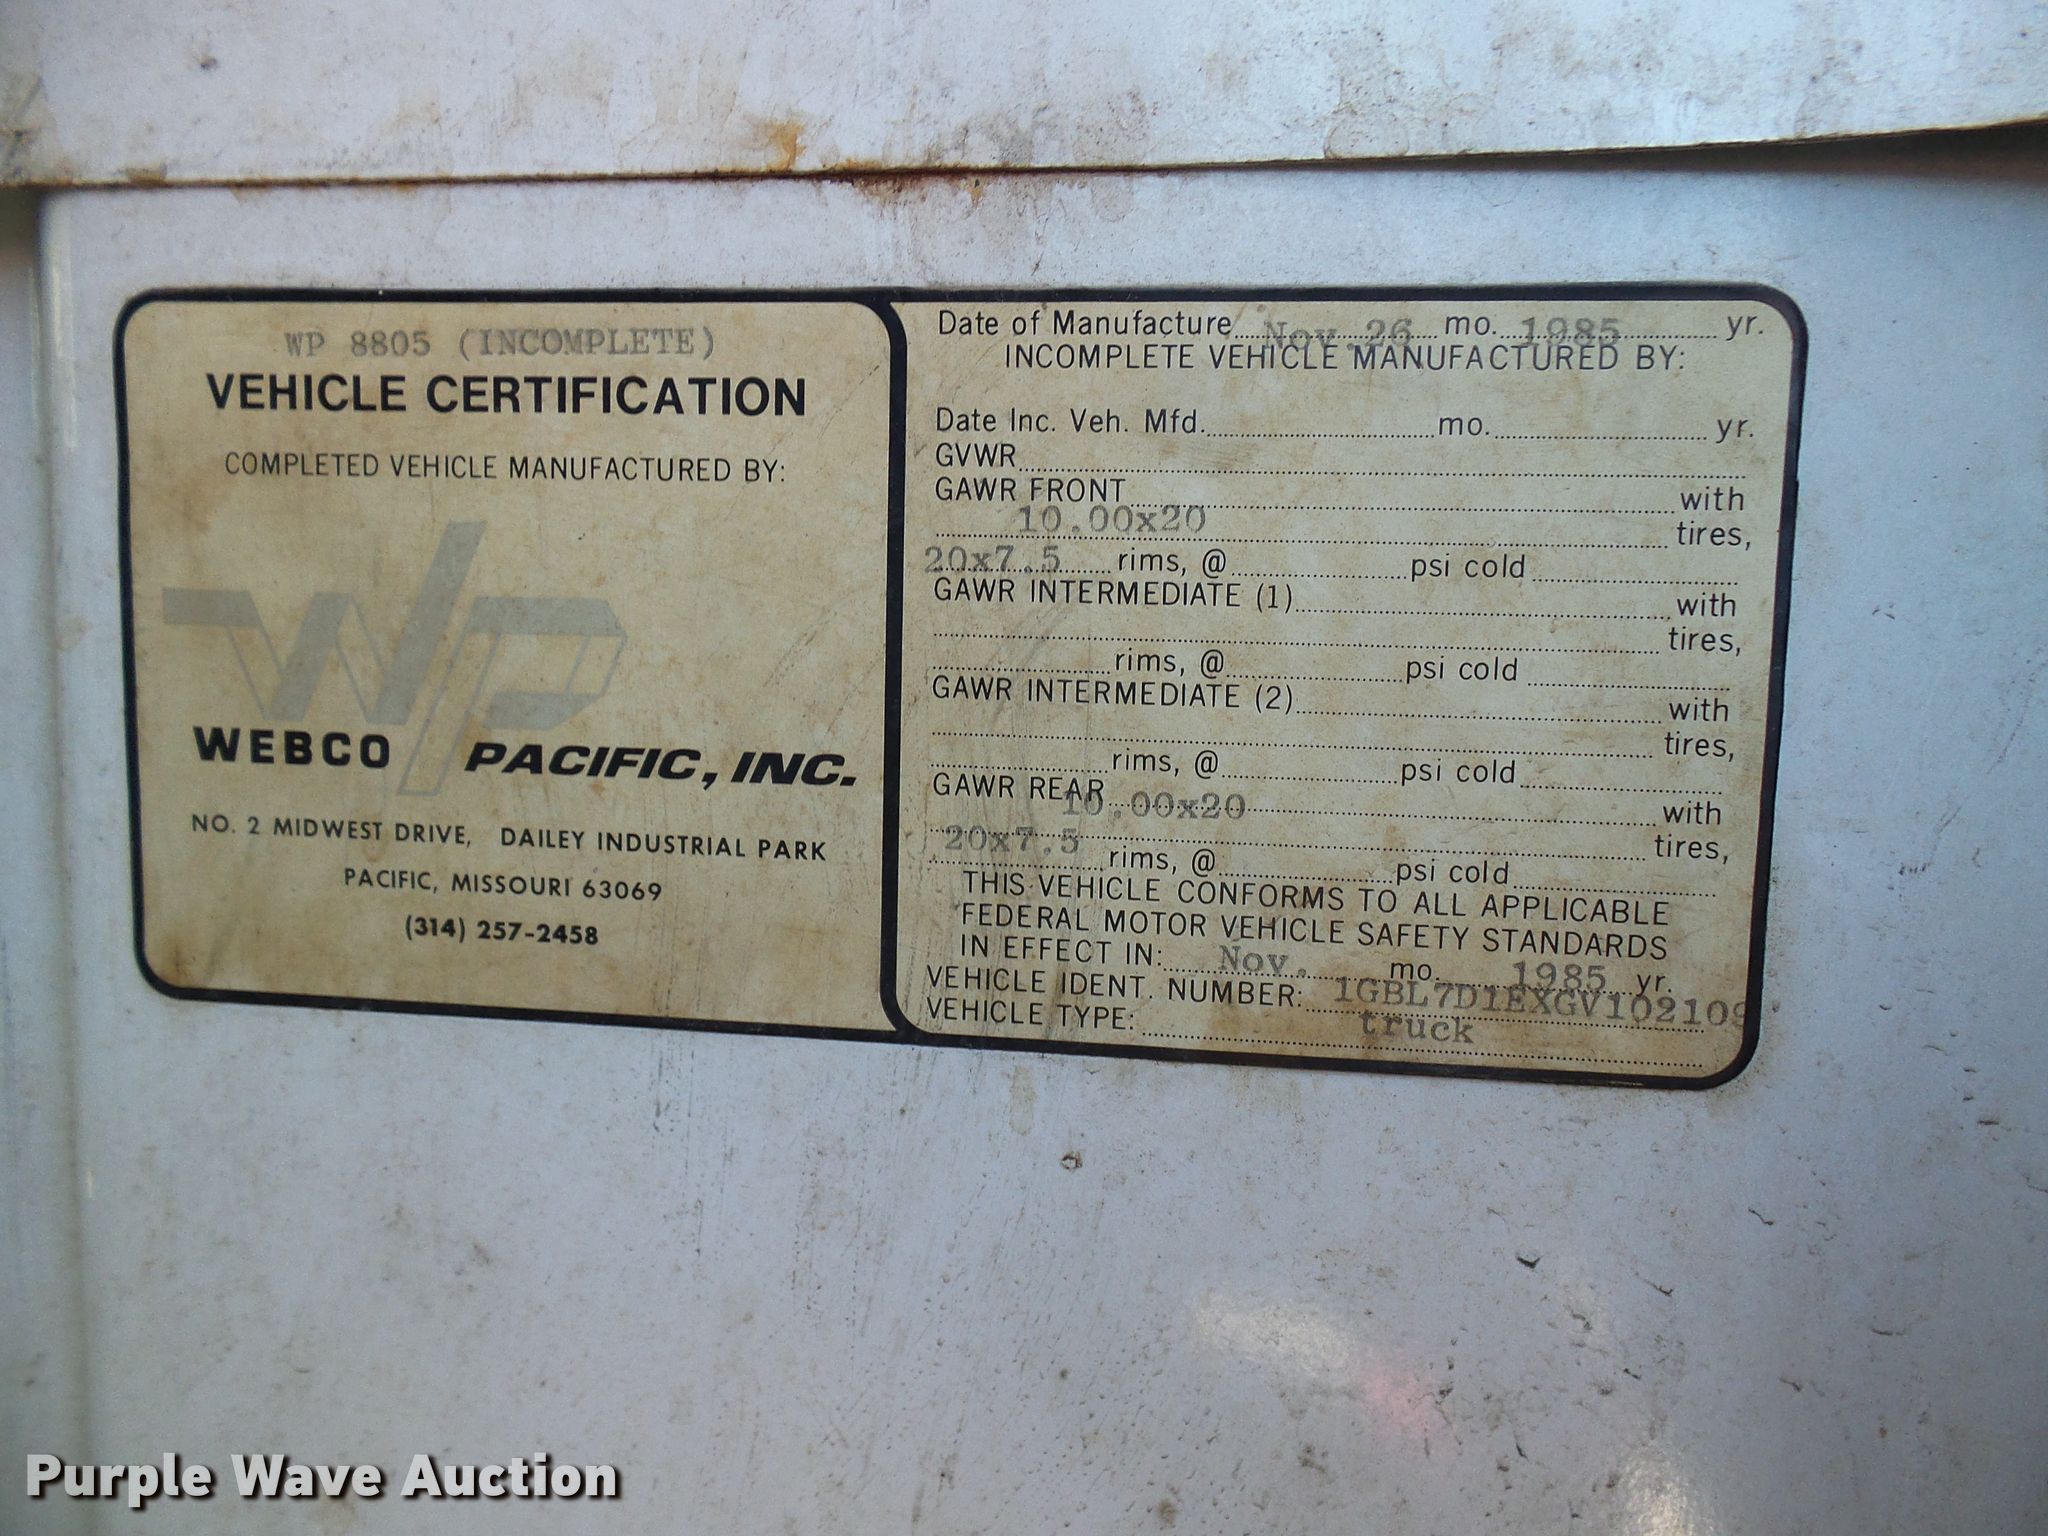 WP 8805 (INCOMPLETE)
VEHICLE CERTIFICATION
COMPLETED VEHICLE MANUFACTURED BY:
WP
WEBCO PACIFIC, INC.
NO. 2 MIDWEST DRIVE, DAILEY INDUSTRIAL PARK
PACIFIC, MISSOURI 63069
(314) 257-2458
Date of Manufacture Nov. 26 mo. 1985 yr.
INCOMPLETE VEHICLE MANUFACTURED BY:
Date Inc. Veh. Mfd. mo. yr.
GVWR
GAWR FRONT with
10.00x20 tires,
20x7.5 rims, @ psi cold
GAWR INTERMEDIATE (1) with
tires,
rims, @ psi cold
GAWR INTERMEDIATE (2) with
tires,
rims, @ psi cold
GAWR REAR 10.00x20 with
20x7.5 tires,
rims, @ psi cold
THIS VEHICLE CONFORMS TO ALL APPLICABLE
FEDERAL MOTOR VEHICLE SAFETY STANDARDS
IN EFFECT IN: Nov. mo. 1985 yr.
VEHICLE IDENT. NUMBER: 1GBL7D1EXGV102109
VEHICLE TYPE: truck
Purple Wave Auction